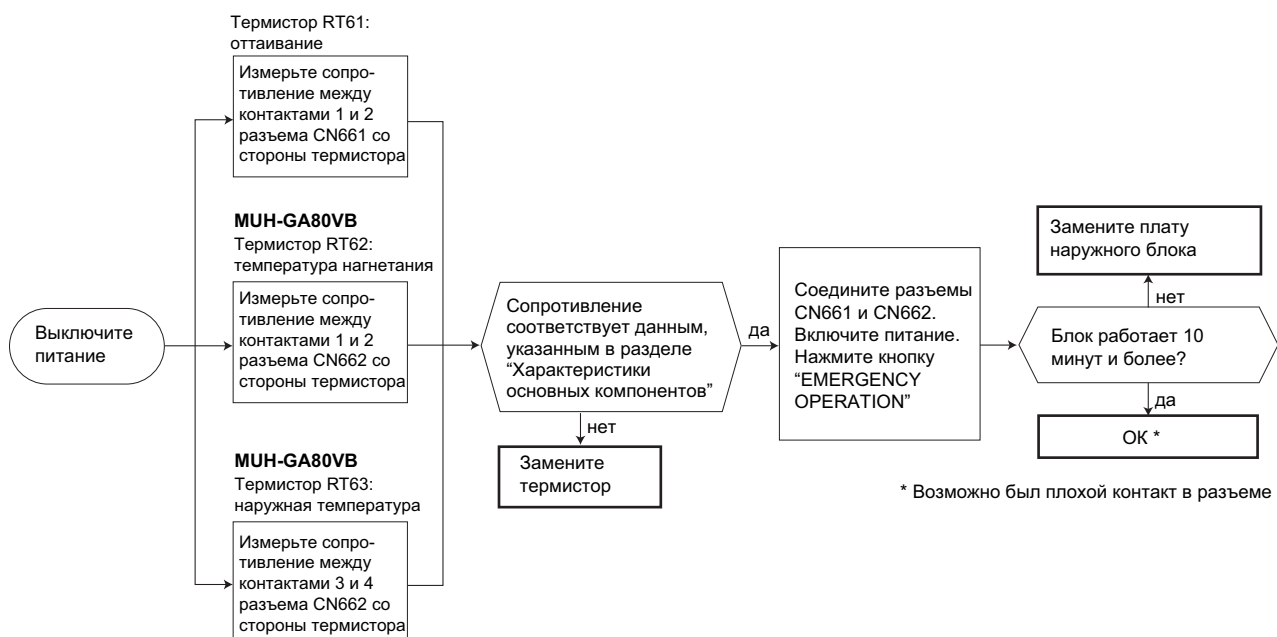 Термистор RT61:
оттаивание
Измерьте сопро-
тивление между
контактами 1 и 2
разъема CN661 со
стороны термистора
MUH-GA80VB
Термистор RT62:
температура нагнетания
Измерьте сопро-
тивление между
контактами 1 и 2
разъема CN662 со
стороны термистора
MUH-GA80VB
Термистор RT63:
наружная температура
Измерьте сопро-
тивление между
контактами 3 и 4
разъема CN662 со
стороны термистора
Выключите
питание
Сопротивление
соответствует данным,
указанным в разделе
“Характеристики
основных компонентов”
да
нет
Замените
термистор
Соедините разъемы
CN661 и CN662.
Включите питание.
Нажмите кнопку
“EMERGENCY
OPERATION”
Замените плату
наружного блока
нет
Блок работает 10
минут и более?
да
ОК *
* Возможно был плохой контакт в разъеме